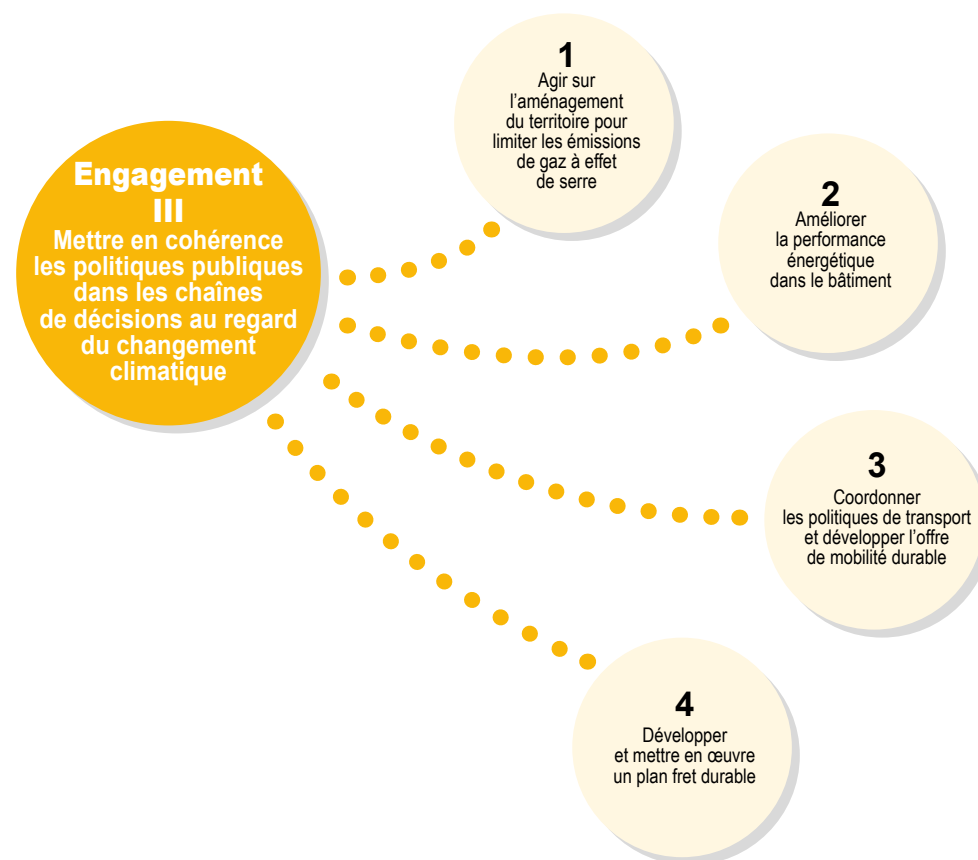 Engagement
III
Mettre en cohérence
les politiques publiques
dans les chaînes
de décisions au regard
du changement
climatique
1
Agir sur
l'aménagement
du territoire pour
limiter les émissions
de gaz à effet
de serre
2
Améliorer
la performance
énergétique
dans le bâtiment
3
Coordonner
les politiques de transport
et développer l'offre
de mobilité durable
4
Développer
et mettre en œuvre
un plan fret durable